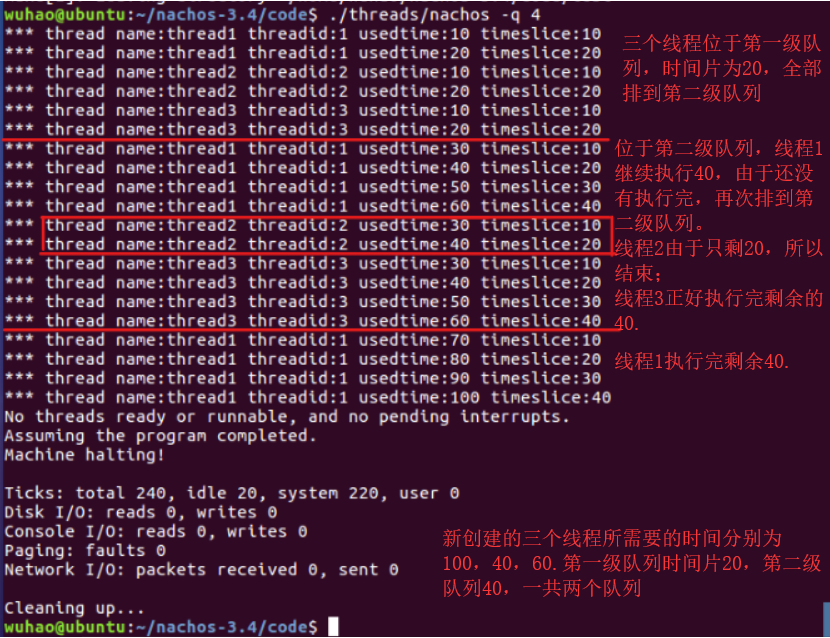 wuhao@ubuntu:~/nachos-3.4/code$ ./threads/nachos -q 4
*** thread name:thread1 threadid:1 usedtime:10 timeslice:10
*** thread name:thread1 threadid:1 usedtime:20 timeslice:20
*** thread name:thread2 threadid:2 usedtime:10 timeslice:10
*** thread name:thread2 threadid:2 usedtime:20 timeslice:20
*** thread name:thread3 threadid:3 usedtime:10 timeslice:10
*** thread name:thread3 threadid:3 usedtime:20 timeslice:20
三个线程位于第一级队
列，时间片为20，全部
排到第二级队列
*** thread name:thread1 threadid:1 usedtime:30 timeslice:10
*** thread name:thread1 threadid:1 usedtime:40 timeslice:20
*** thread name:thread1 threadid:1 usedtime:50 timeslice:30
*** thread name:thread1 threadid:1 usedtime:60 timeslice:40
*** thread name:thread2 threadid:2 usedtime:30 timeslice:10
*** thread name:thread2 threadid:2 usedtime:40 timeslice:20
*** thread name:thread3 threadid:3 usedtime:30 timeslice:10
*** thread name:thread3 threadid:3 usedtime:40 timeslice:20
*** thread name:thread3 threadid:3 usedtime:50 timeslice:30
*** thread name:thread3 threadid:3 usedtime:60 timeslice:40
位于第二级队列，线程1
继续执行40，由于还没
有执行完，再次排到第
二级队列。
线程2由于只剩20，所以
结束；
线程3正好执行完剩余的
40.
*** thread name:thread1 threadid:1 usedtime:70 timeslice:10
*** thread name:thread1 threadid:1 usedtime:80 timeslice:20
*** thread name:thread1 threadid:1 usedtime:90 timeslice:30
*** thread name:thread1 threadid:1 usedtime:100 timeslice:40
线程1执行完剩余40.
No threads ready or runnable, and no pending interrupts.
Assuming the program completed.
Machine halting!
Ticks: total 240, idle 20, system 220, user 0
Disk I/O: reads 0, writes 0
Console I/O: reads 0, writes 0
Paging: faults 0
Network I/O: packets received 0, sent 0
新创建的三个线程所需要的时间分别为
100，40，60.第一级队列时间片20，第二级
队列40，一共两个队列
Cleaning up...
wuhao@ubuntu:~/nachos-3.4/code$